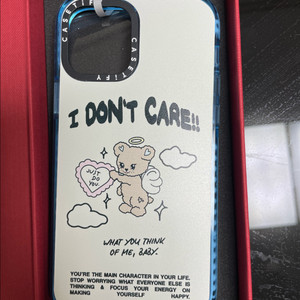 CASETIFY
CASETIFY
I DON'T CARE!!
JUST
DO
YOU
WHAT YOU THINK
OF ME, BABY.
YOU'RE THE MAIN CHARACTER IN YOUR LIFE.
STOP WORRYING WHAT EVERYONE ELSE IS
THINKING & FOCUS YOUR ENERGY ON
MAKING YOURSELF HAPPY.